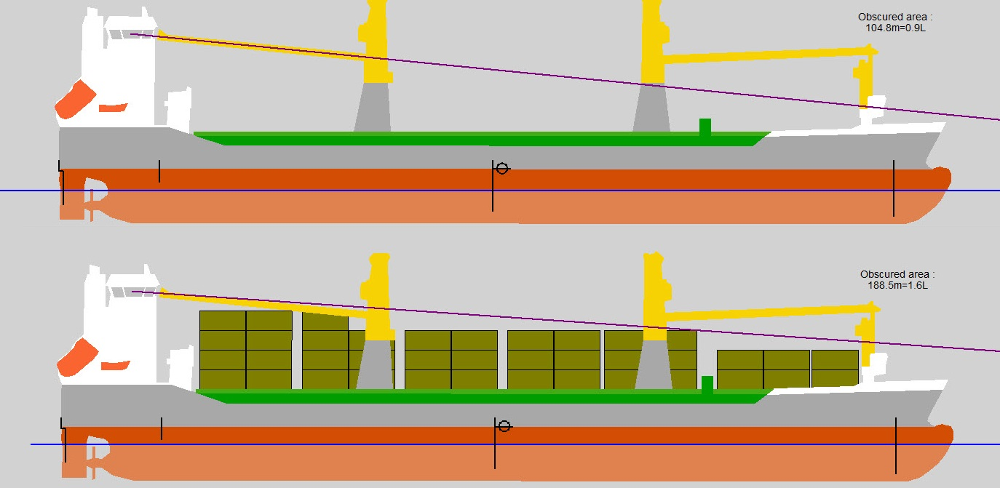 Obscured area :
104.8m=0.9L
Obscured area :
188.5m=1.6L